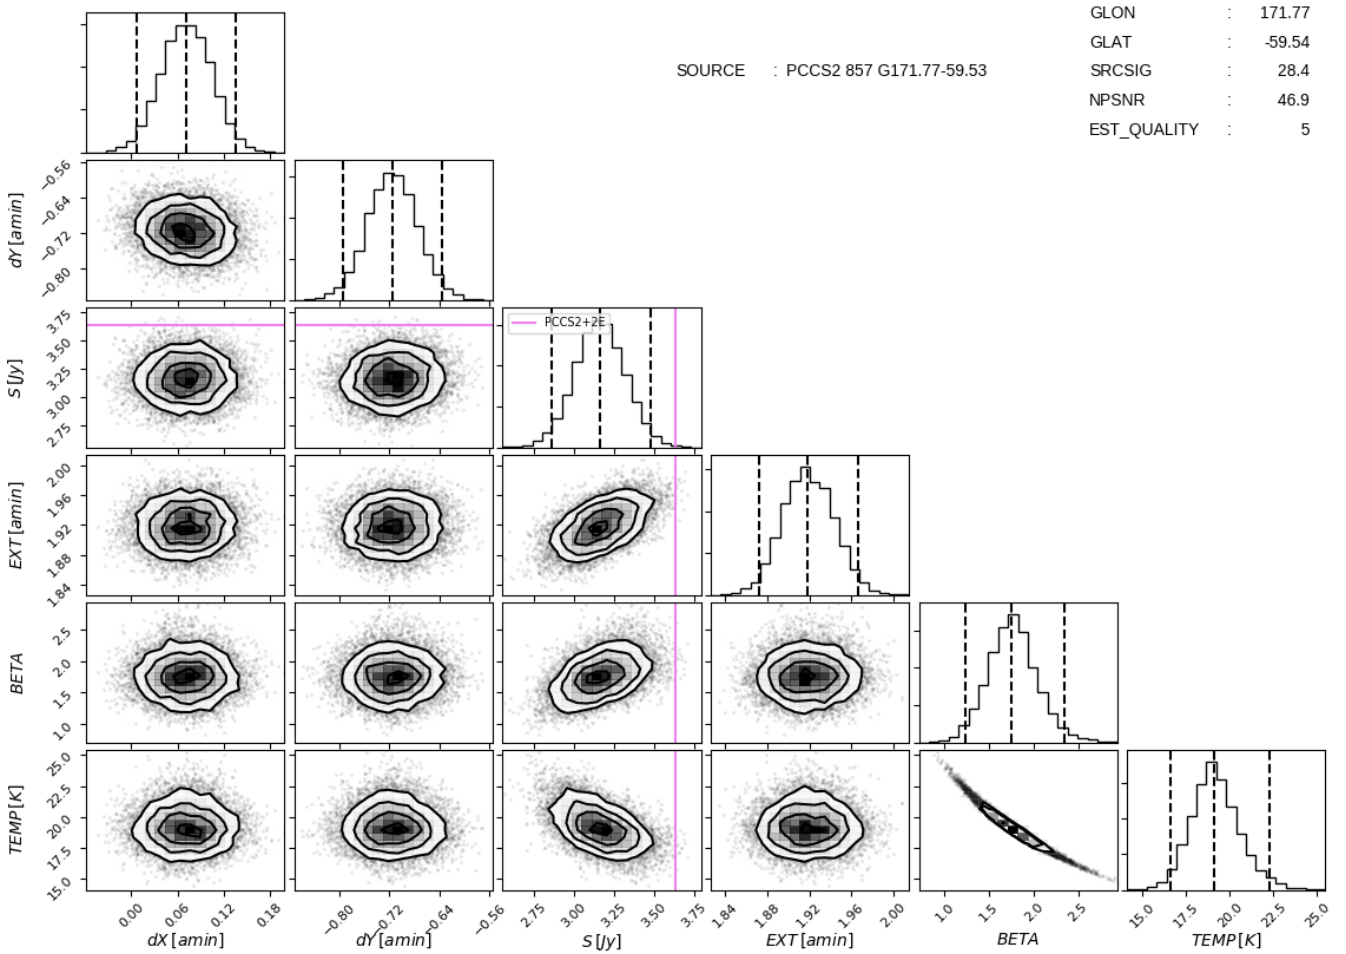 GLON : 171.77
GLAT : -59.54
SOURCE : PCCS2 857 G171.77-59.53
SRCSIG : 28.4
NPSNR : 46.9
EST_QUALITY : 5
dY [amin]
−0.56
−0.64
−0.72
−0.80
S [Jy]
3.75
3.50
3.25
3.00
2.75
PCCS2+2E
EXT [amin]
2.00
1.96
1.92
1.88
1.84
BETA
2.5
2.0
1.5
1.0
TEMP [K]
25.0
22.5
20.0
17.5
15.0
0.00 0.06 0.12 0.18
−0.80 −0.72 −0.64 −0.56
2.75 3.00 3.25 3.50 3.75
1.84 1.88 1.92 1.96 2.00
1.0 1.5 2.0 2.5
15.0 17.5 20.0 22.5 25.0
dX [amin] dY [amin] S [Jy] EXT [amin] BETA TEMP [K]